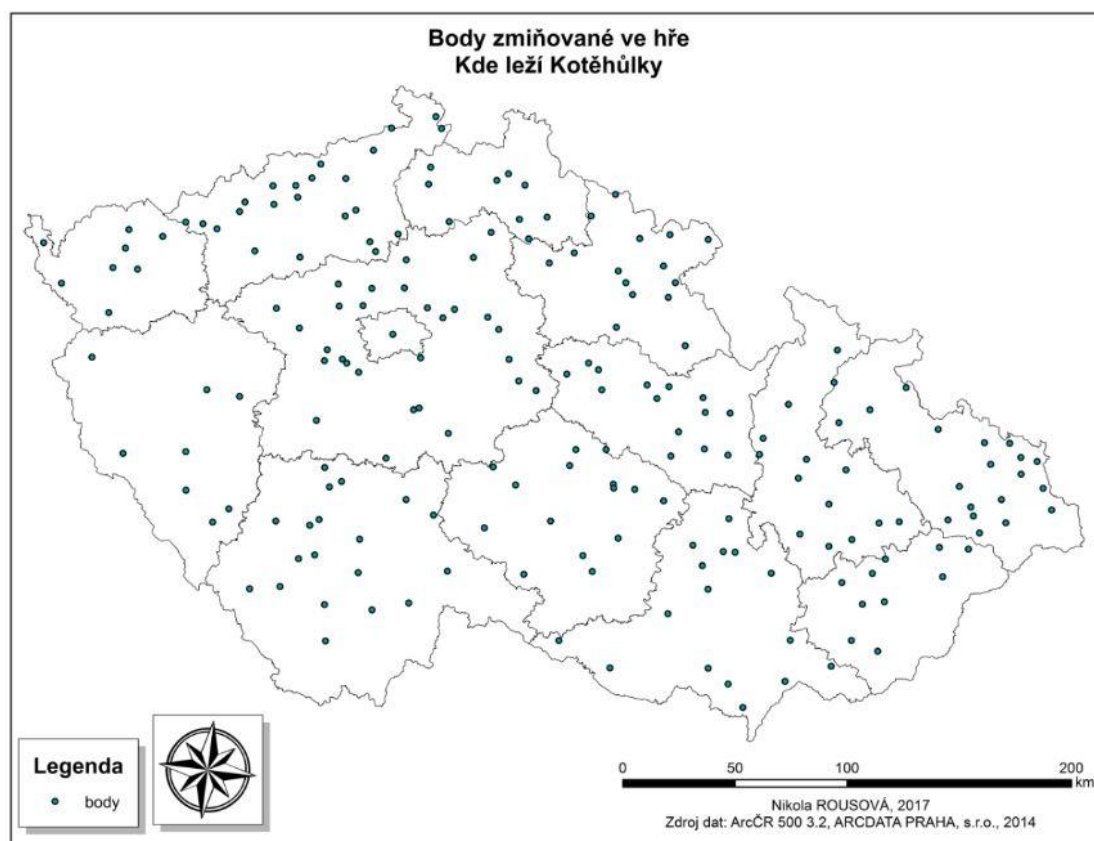 Body zmiňované ve hře
Kde leží Kotěhůlky
Legenda
body
0 50 100 200
km
Nikola ROUSOVÁ, 2017
Zdroj dat: ArcČR 500 3.2, ARCDATA PRAHA, s.r.o., 2014